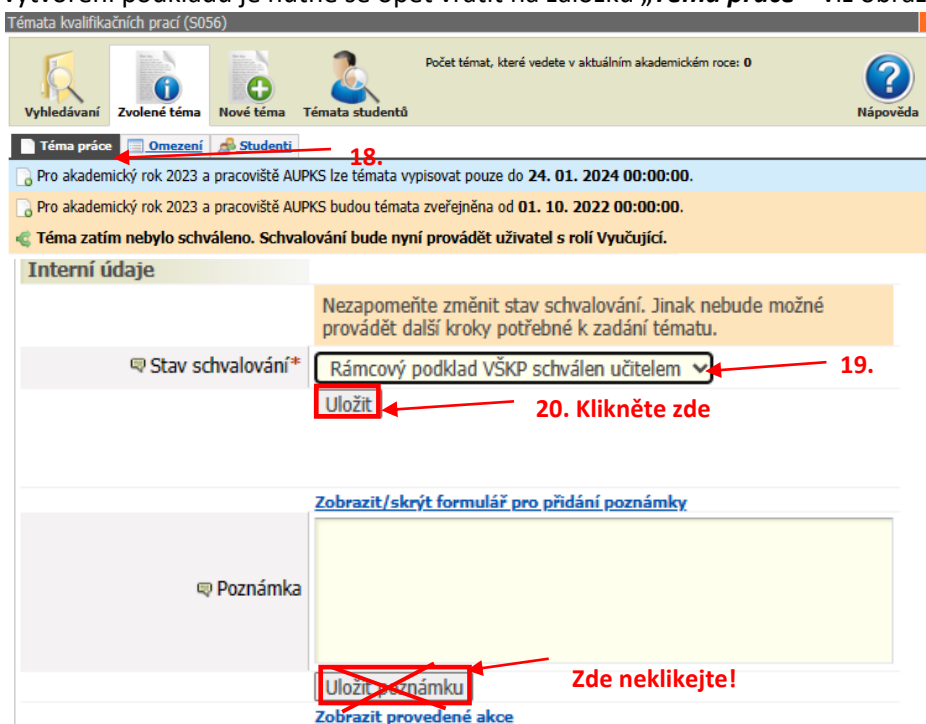 vytvoření podkladu je nutné se opět vrátit na záložku „Téma práce“ – viz obráz
Témata kvalifikačních prací (S056)
Počet témat, které vedete v aktuálním akademickém roce: 0
Vyhledávaní Zvolené téma Nové téma Témata studentů Nápověda
Téma práce Omezení Studenti
18.
Pro akademický rok 2023 a pracoviště AUPKS lze témata vypisovat pouze do 24. 01. 2024 00:00:00.
Pro akademický rok 2023 a pracoviště AUPKS budou témata zveřejněna od 01. 10. 2022 00:00:00.
Téma zatím nebylo schváleno. Schvalování bude nyní provádět uživatel s rolí Vyučující.
Interní údaje
Nezapomeňte změnit stav schvalování. Jinak nebude možné
provádět další kroky potřebné k zadání tématu.
Stav schvalování* Rámcový podklad VŠKP schválen učitelem 19.
Uložit 20. Klikněte zde
Zobrazit/skrýt formulář pro přidání poznámky
Poznámka
Uložit poznámku Zde neklikejte!
Zobrazit provedené akce